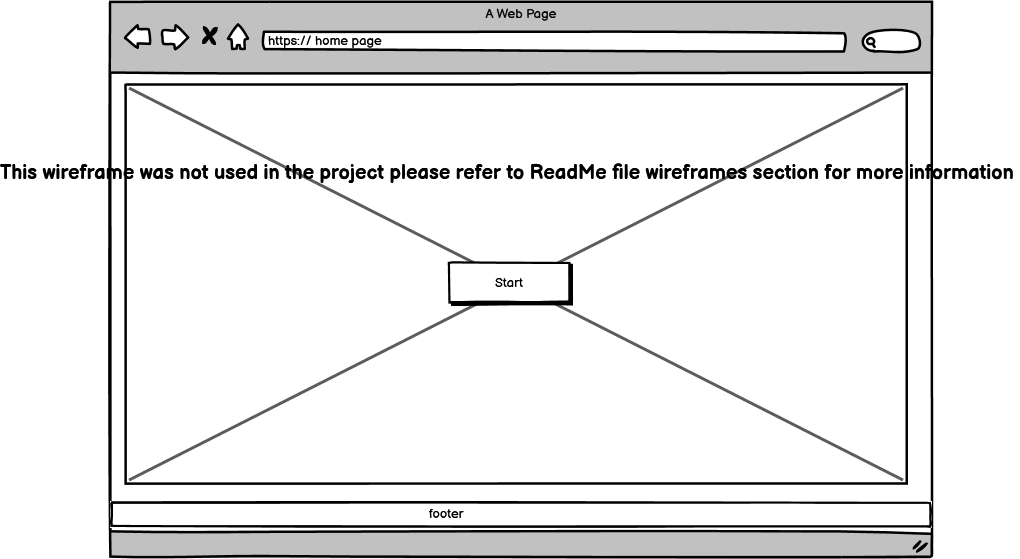 A Web Page
https:// home page
This wireframe was not used in the project please refer to ReadMe file wireframes section for more information
Start
footer